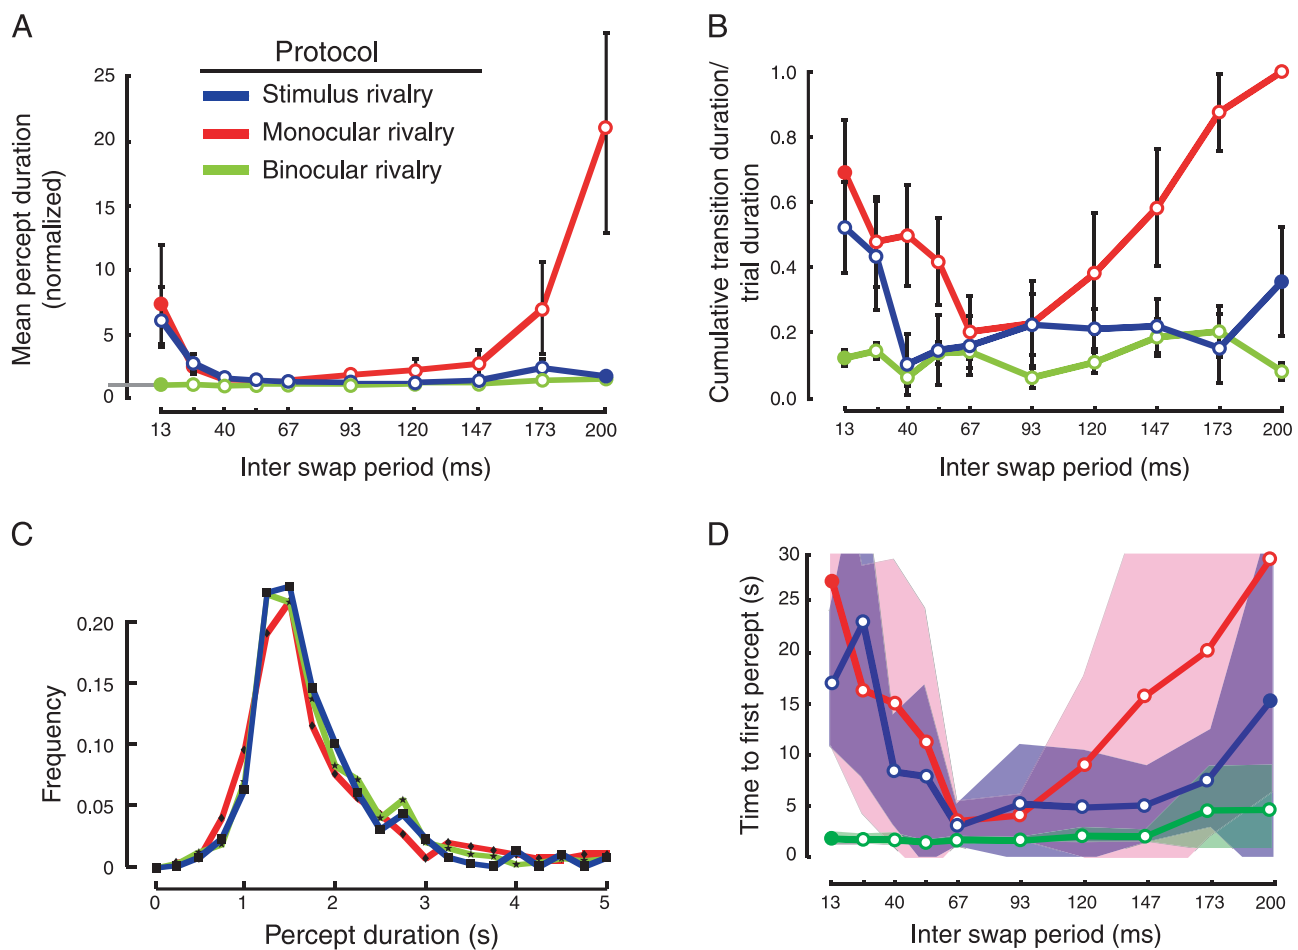 A
Protocol
Stimulus rivalry
Monocular rivalry
Binocular rivalry
Mean percept duration
(normalized)
25
20
15
10
5
0
13 40 67 93 120 147 173 200
Inter swap period (ms)
B
Cumulative transition duration/
trial duration
1.0
0.8
0.6
0.4
0.2
0.0
13 40 67 93 120 147 173 200
Inter swap period (ms)
C
Frequency
0.20
0.15
0.10
0.05
0
0 1 2 3 4 5
Percept duration (s)
D
Time to first percept (s)
30
25
20
15
10
5
0
13 40 67 93 120 147 173 200
Inter swap period (ms)